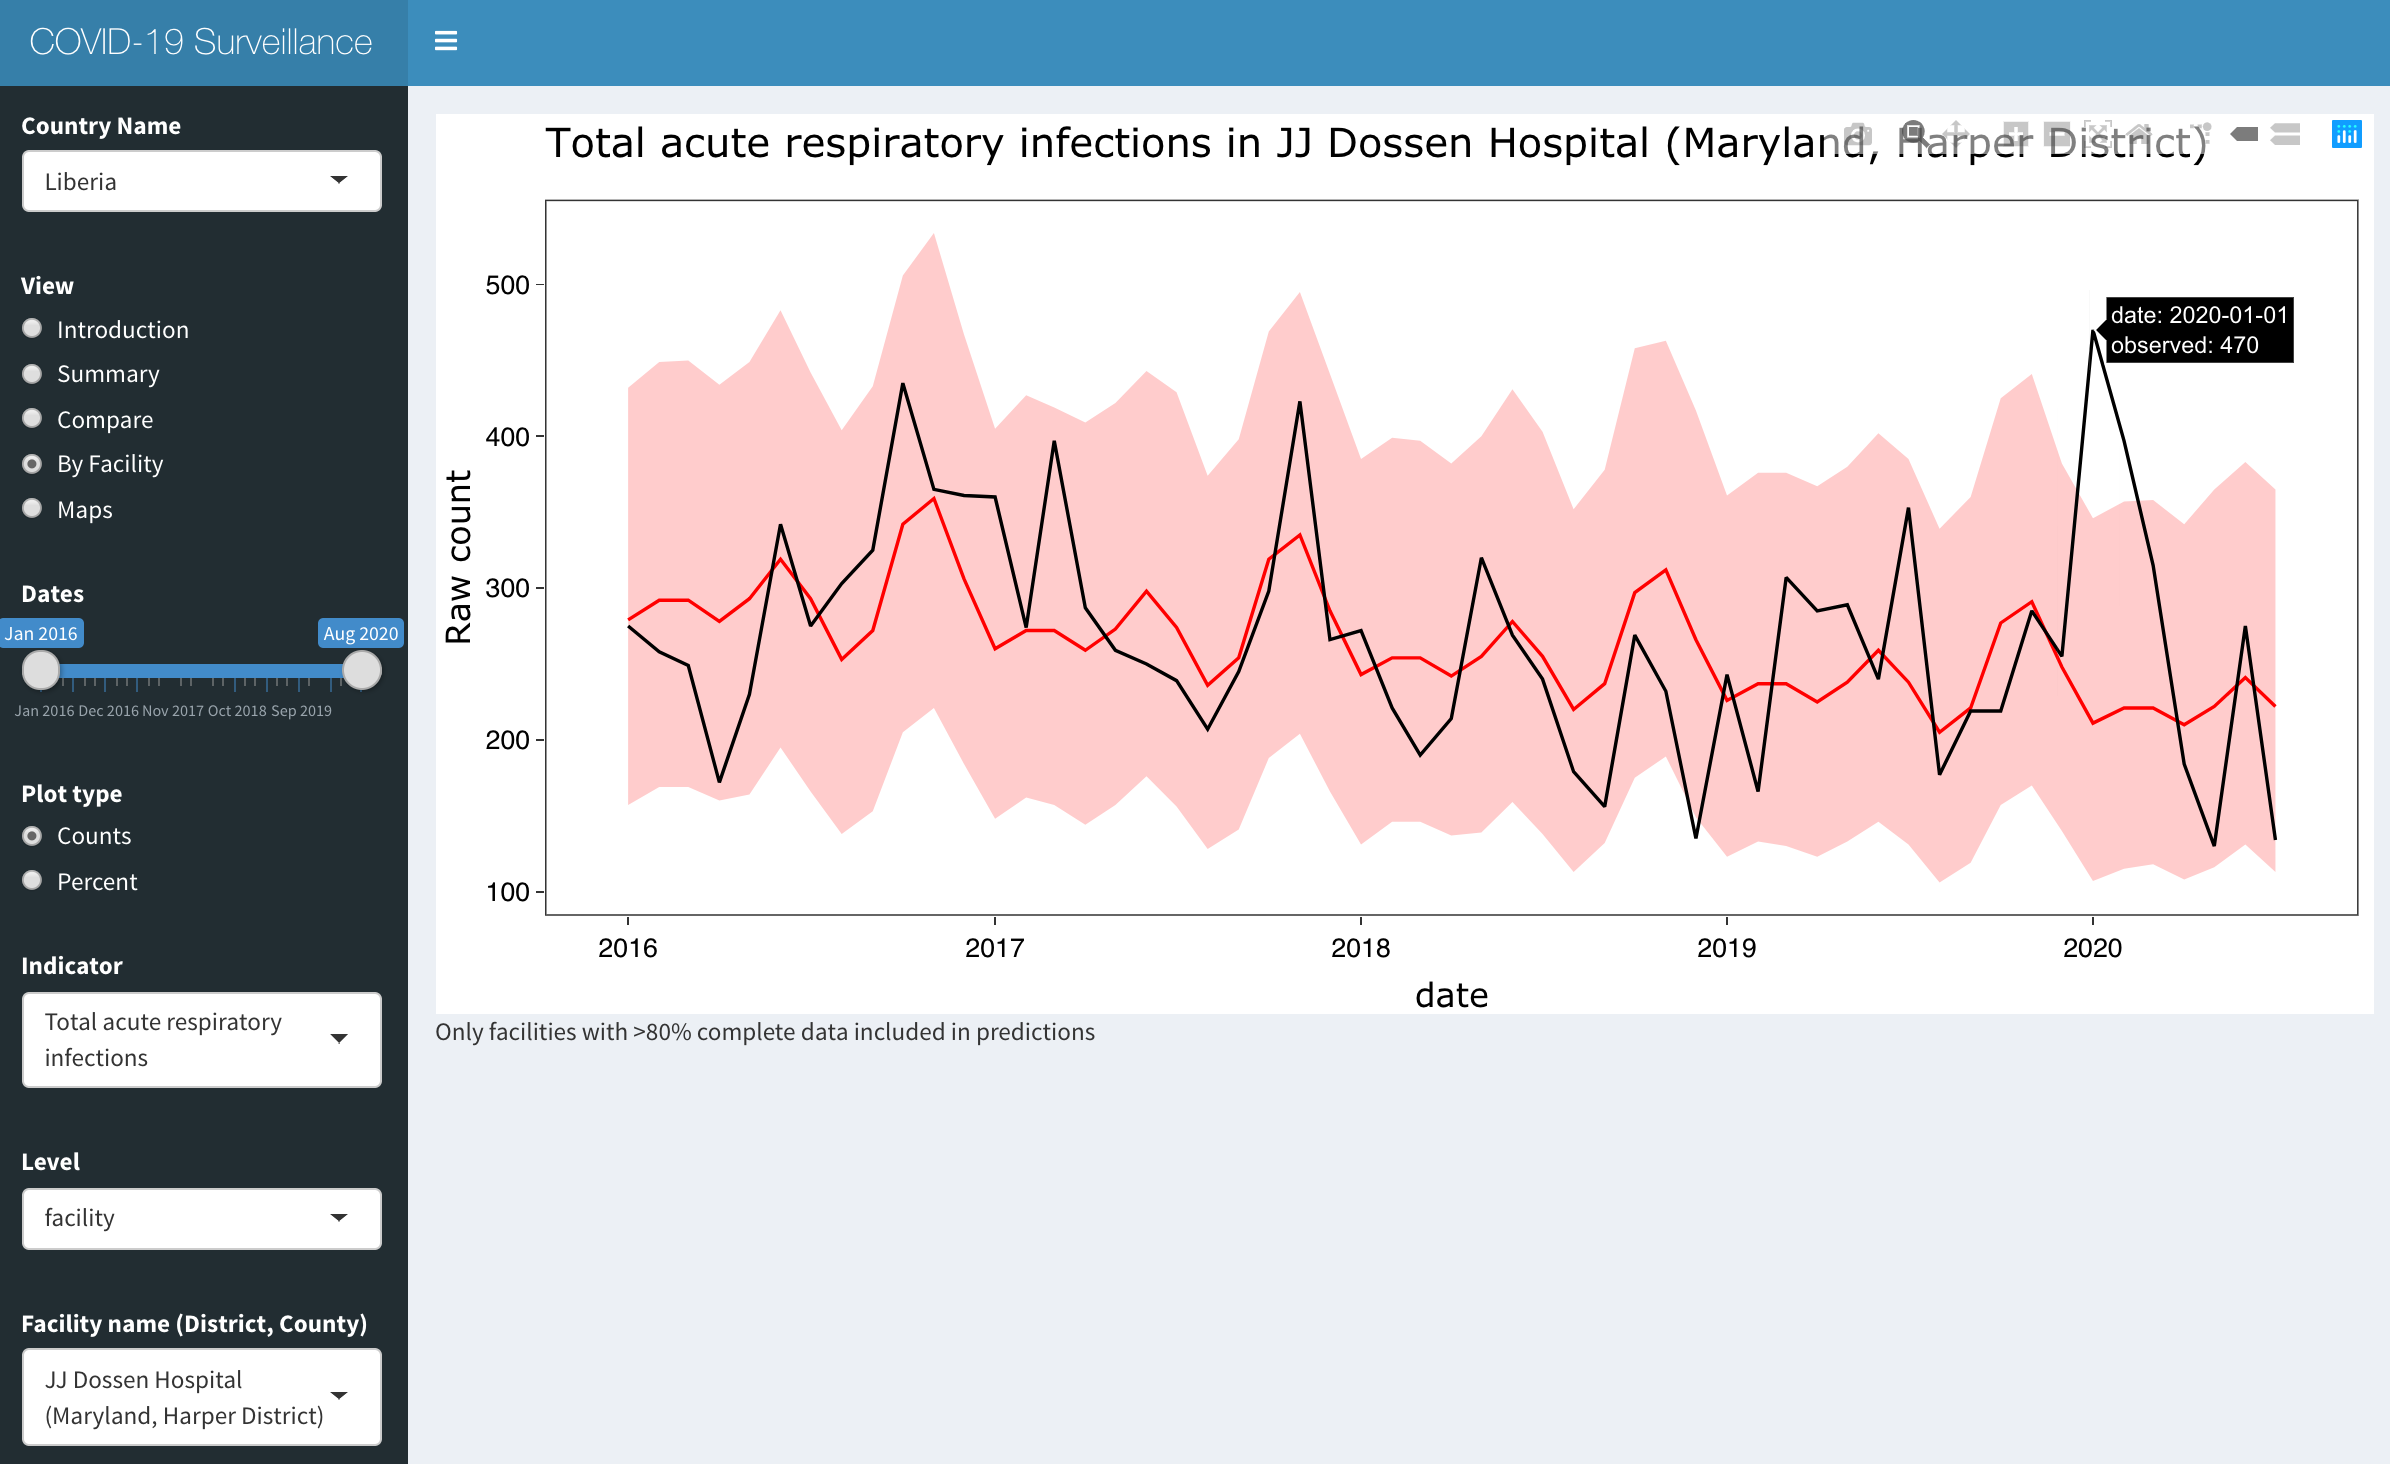 COVID-19 Surveillance
Country Name
Liberia
View
Introduction
Summary
Compare
By Facility
Maps
Dates
Jan 2016
Aug 2020
Jan 2016 Dec 2016 Nov 2017 Oct 2018 Sep 2019
Plot type
Counts
Percent
Indicator
Total acute respiratory
infections
Level
facility
Facility name (District, County)
JJ Dossen Hospital
(Maryland, Harper District)
Total acute respiratory infections in JJ Dossen Hospital (Maryland, Harper District)
date: 2020-01-01
observed: 470
Raw count
500
400
300
200
100
2016 2017 2018 2019 2020
date
Only facilities with >80% complete data included in predictions